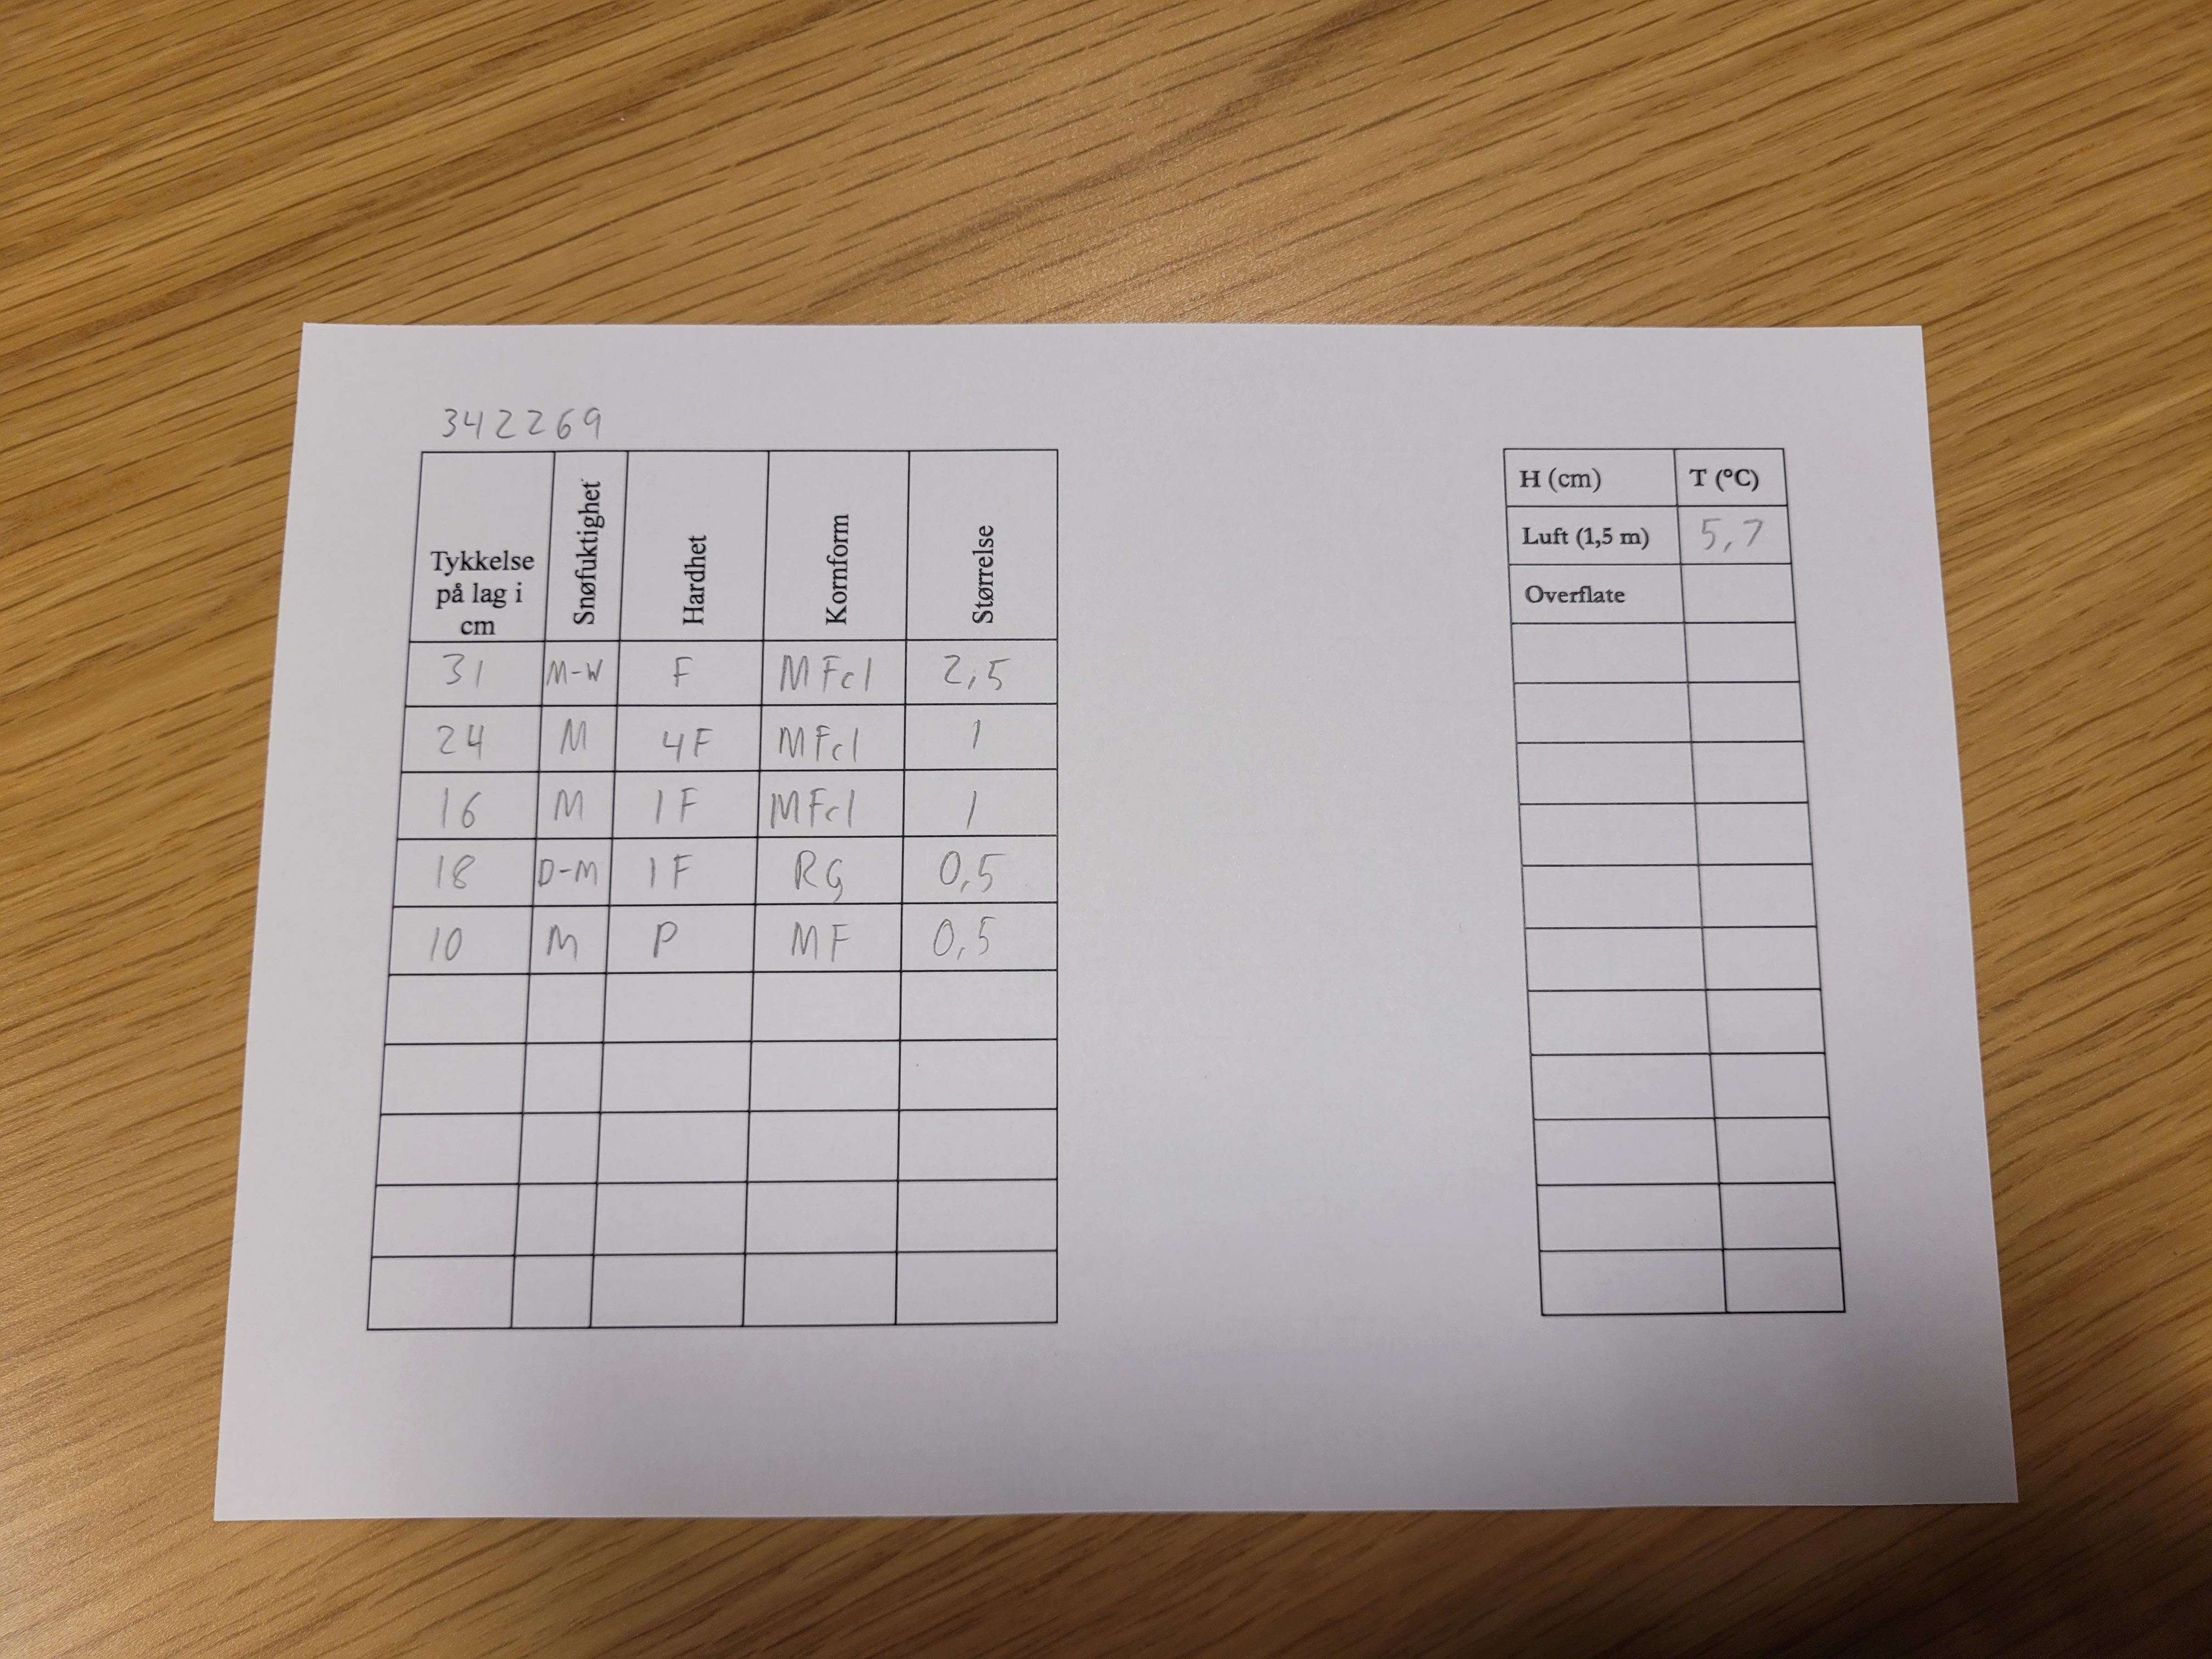 342269
Tykkelse på lag i cm Snøfuktighet Hardhet Kornform Størrelse
31 M-W F MFcl 2,5
24 M 4F MFcl 1
16 M 1F MFcl 1
18 D-M 1F RG 0,5
10 M P MF 0,5
H (cm) T (°C)
Luft (1,5 m) 5,7
Overflate